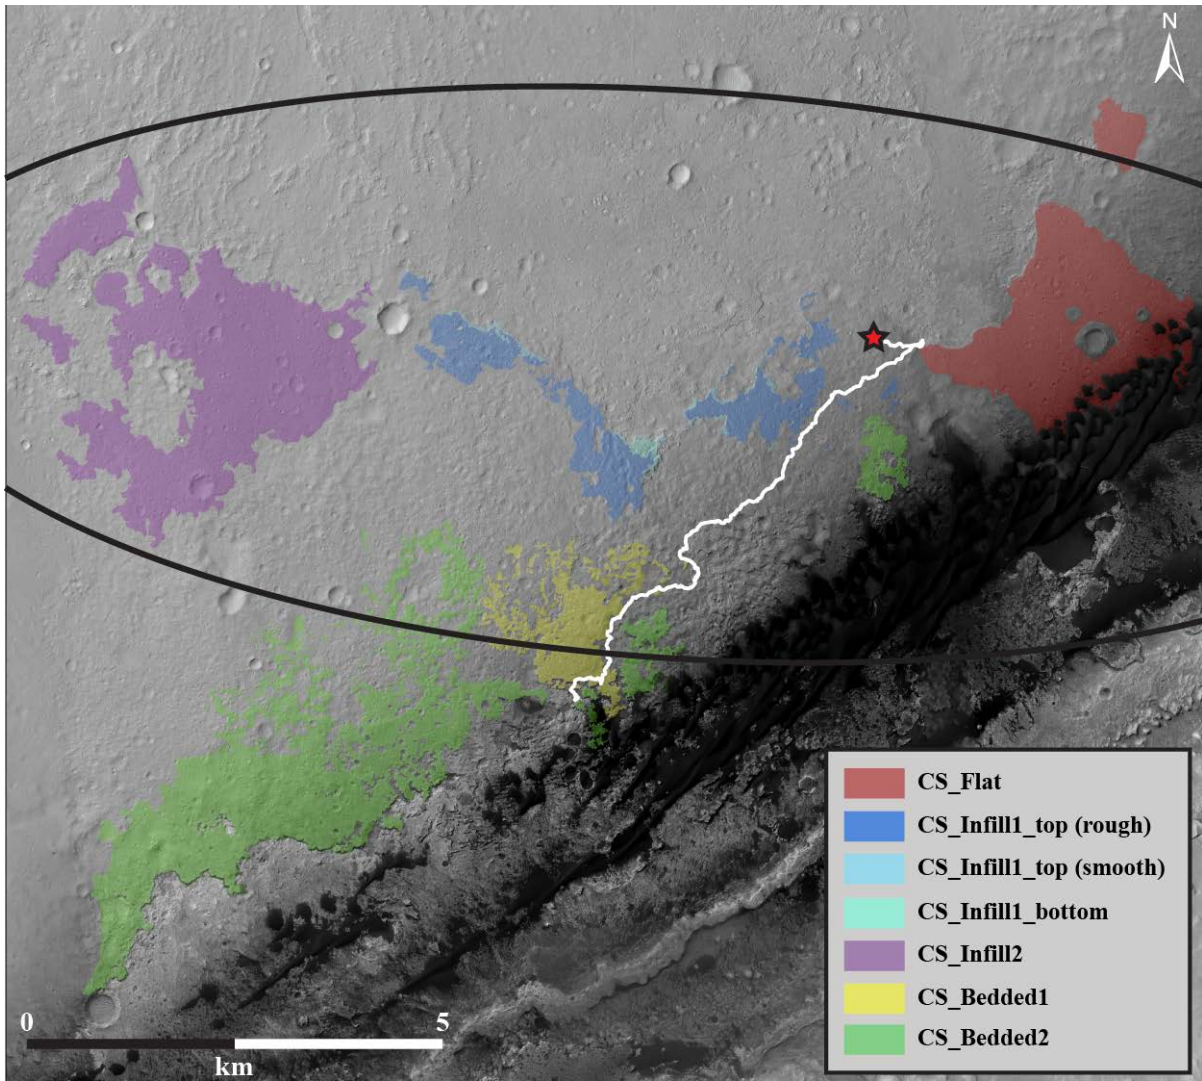 N
CS_Flat
CS_Infill1_top (rough)
CS_Infill1_top (smooth)
CS_Infill1_bottom
CS_Infill2
CS_Bedded1
CS_Bedded2
0 5
km